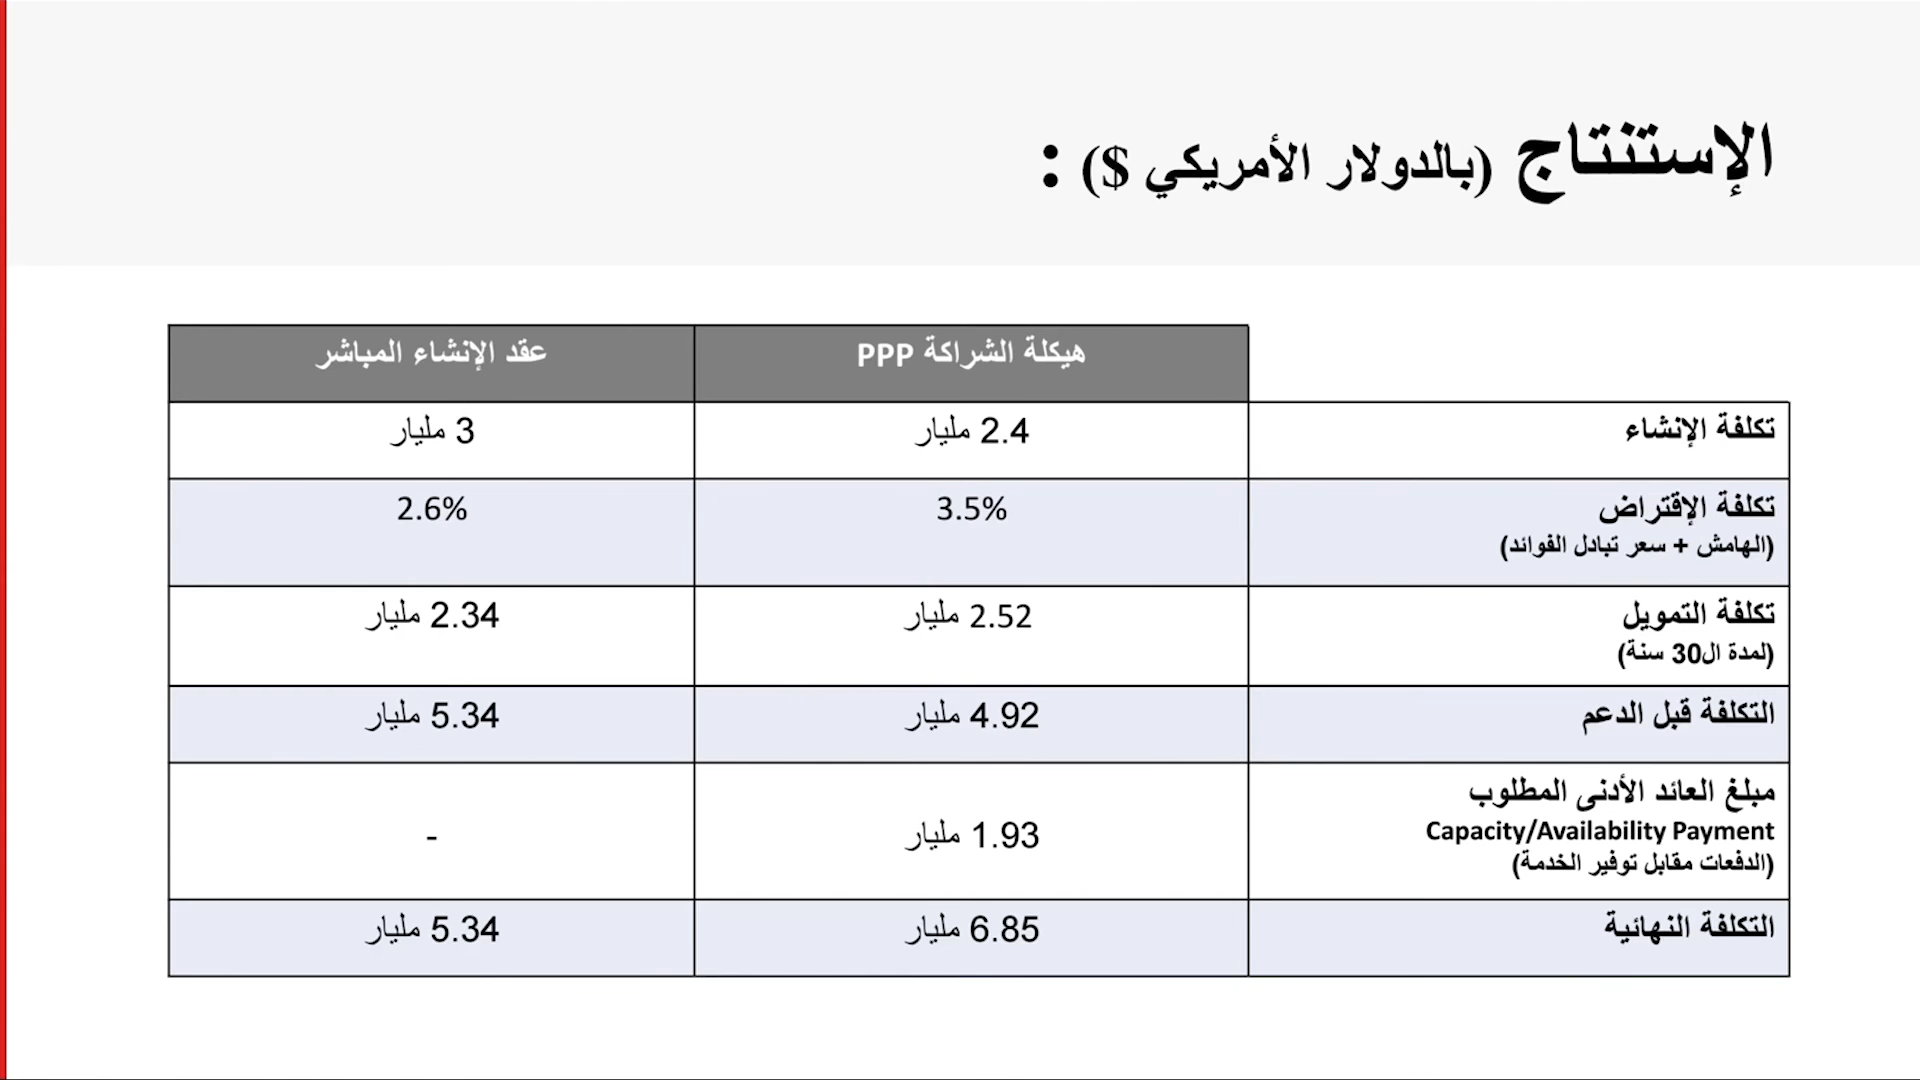 الإستنتاج (بالدولار الأمريكي $) :
هيكلة الشراكة PPP
عقد الإنشاء المباشر
تكلفة الإنشاء
2.4 مليار
3 مليار
تكلفة الإقتراض
(الهامش + سعر تبادل الفوائد)
3.5%
2.6%
تكلفة التمويل
(لمدة ال30 سنة)
2.52 مليار
2.34 مليار
التكلفة قبل الدعم
4.92 مليار
5.34 مليار
مبلغ العائد الأدنى المطلوب
Capacity/Availability Payment
(الدفعات مقابل توفير الخدمة)
1.93 مليار
-
التكلفة النهائية
6.85 مليار
5.34 مليار